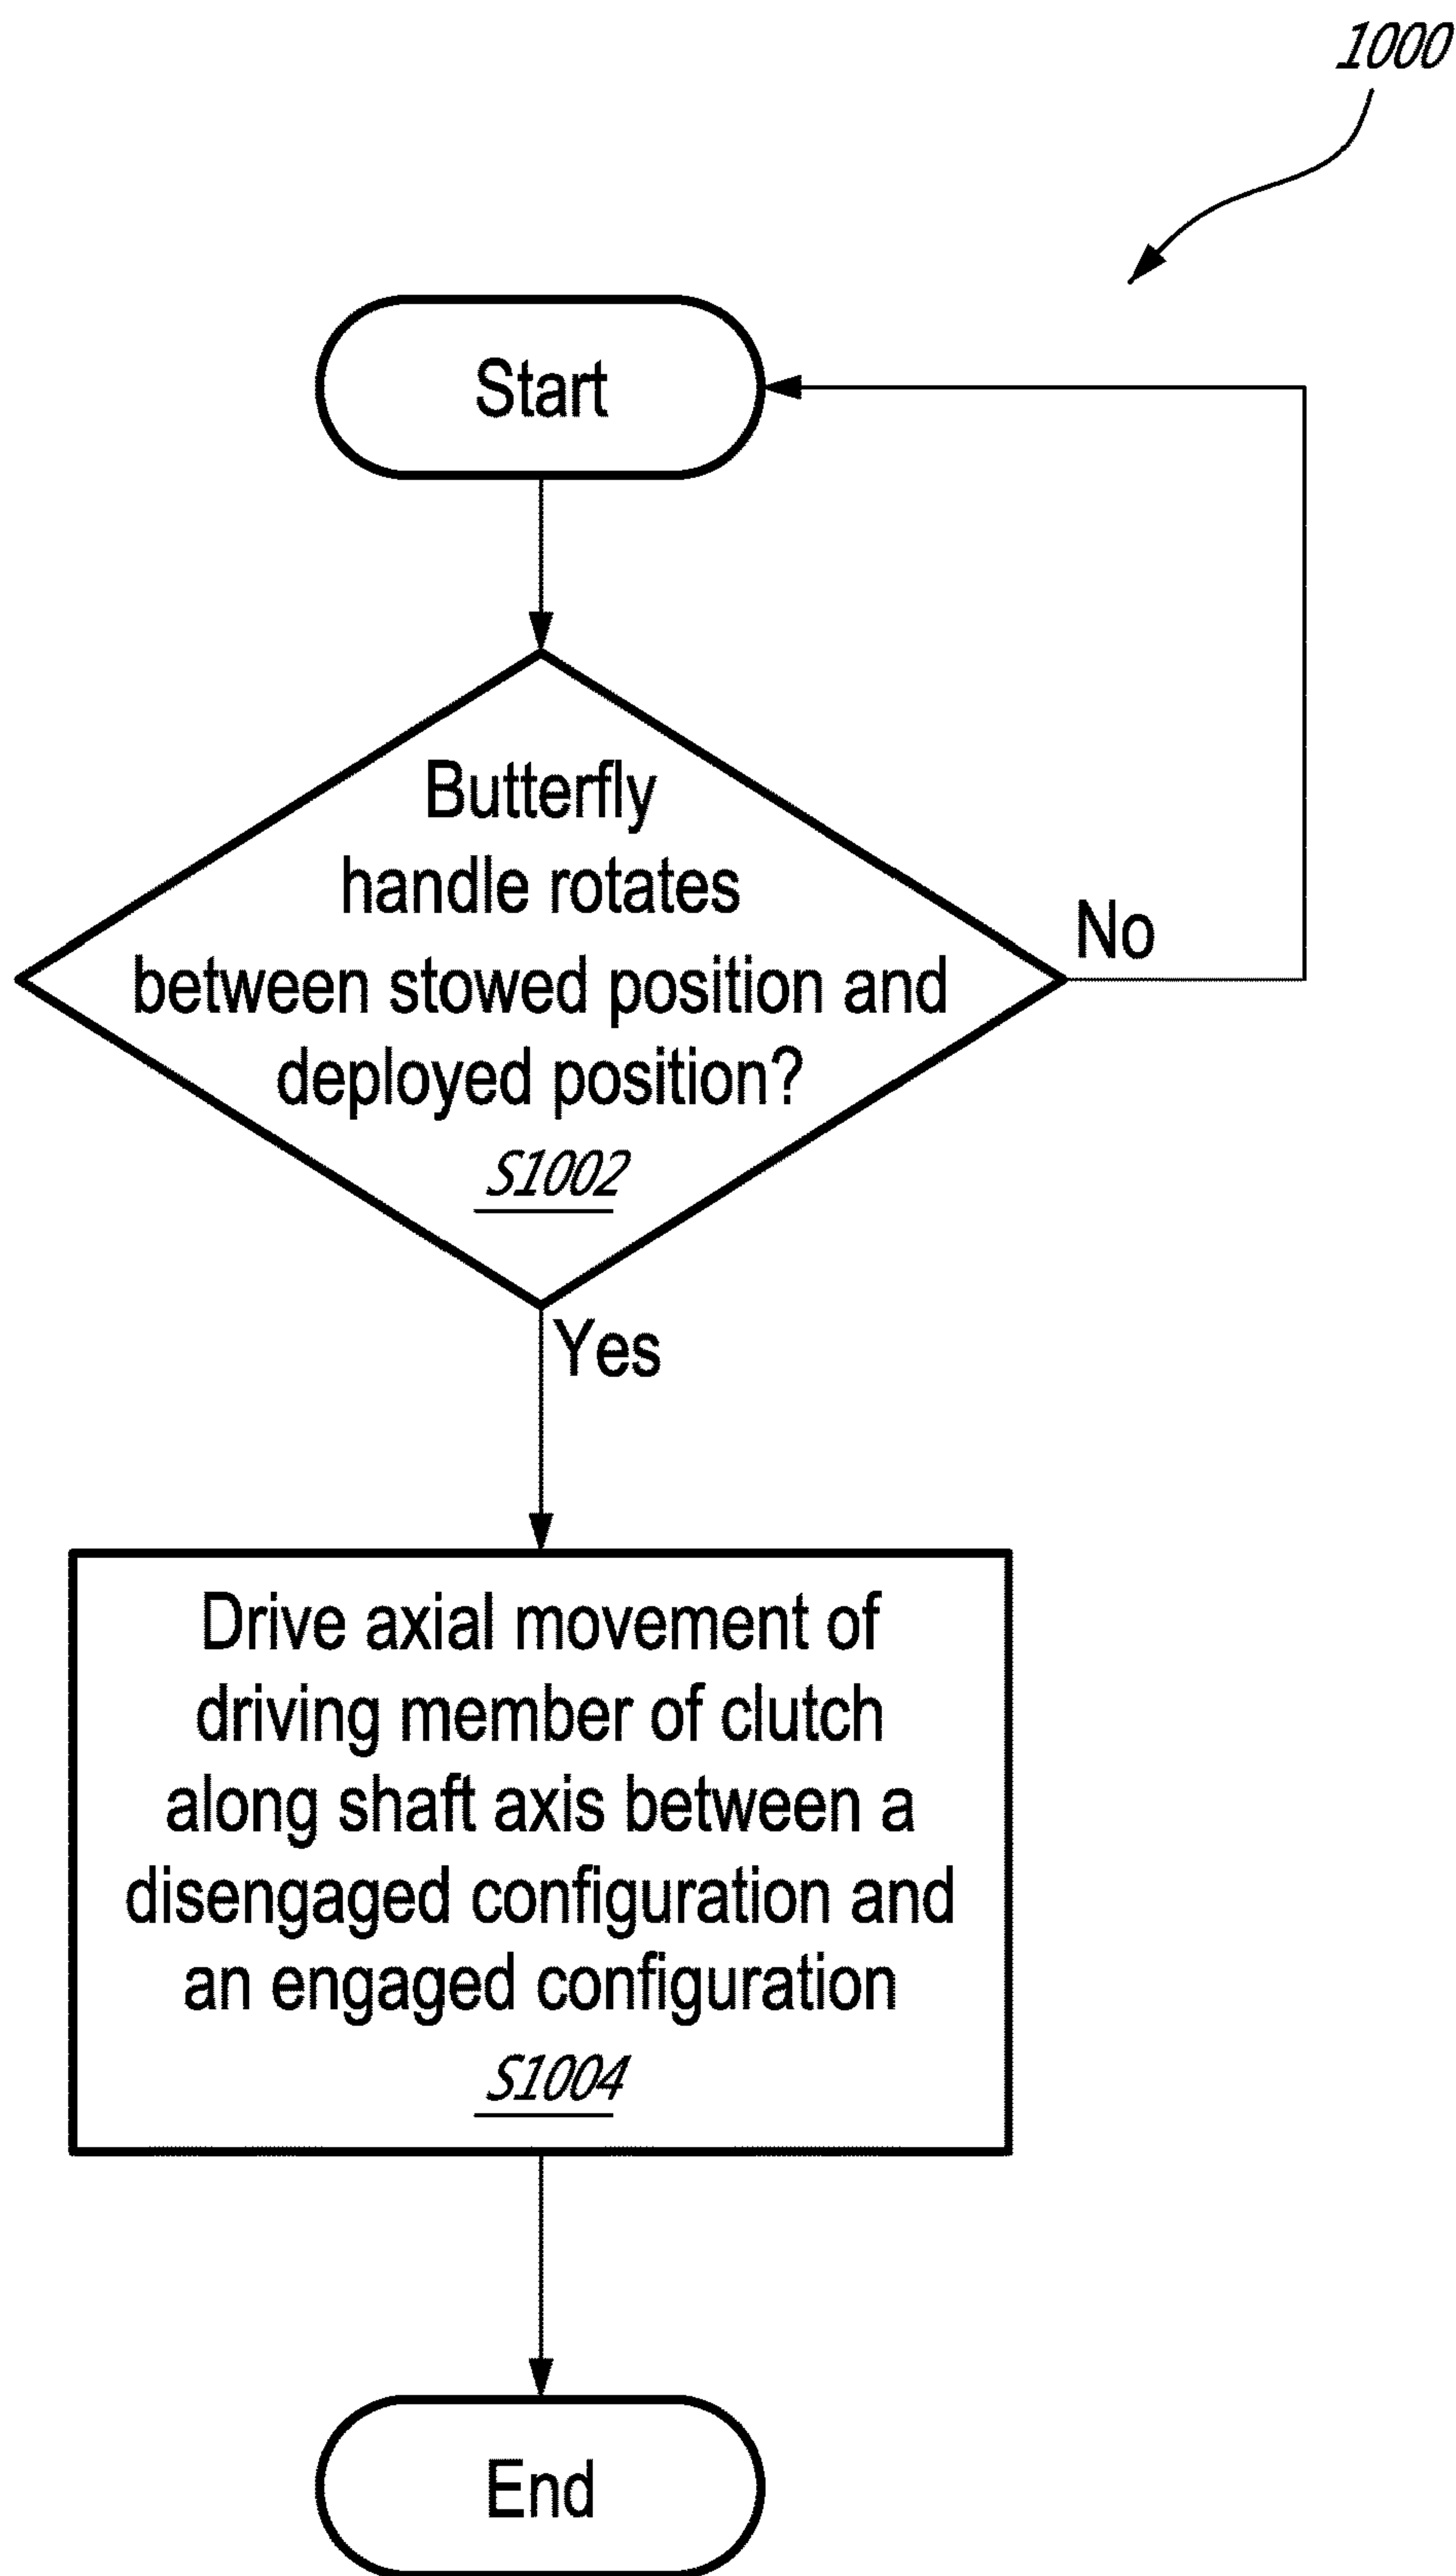 1000
Start
Butterfly
handle rotates
between stowed position and
deployed position?
S1002
No
Yes
Drive axial movement of
driving member of clutch
along shaft axis between a
disengaged configuration and
an engaged configuration
S1004
End